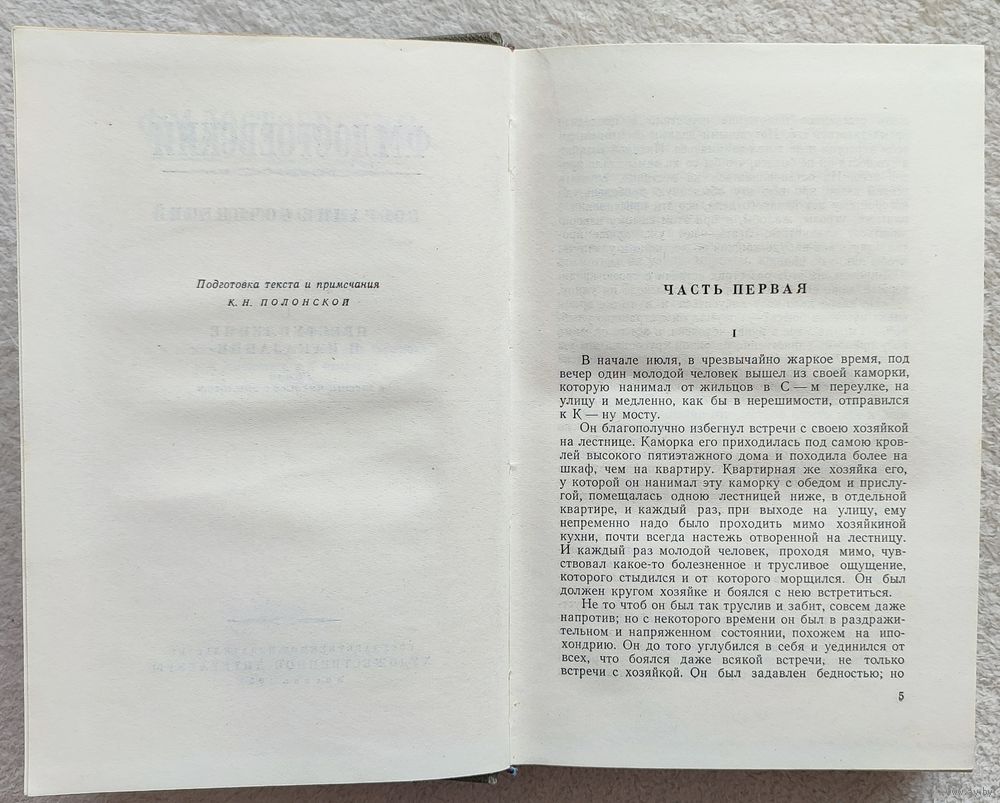 Ф. М. ДОСТОЕВСКИЙ
СОБРАНИЕ СОЧИНЕНИЙ
Подготовка текста и примечания
К. Н. ПОЛОНСКОЙ
ПРЕСТУПЛЕНИЕ
И НАКАЗАНИЕ
ХУДОЖЕСТВЕННОЙ ЛИТЕРАТУРЫ
ЧАСТЬ ПЕРВАЯ
I
В начале июля, в чрезвычайно жаркое время, под
вечер один молодой человек вышел из своей каморки,
которую нанимал от жильцов в С — м переулке, на
улицу и медленно, как бы в нерешимости, отправился
к К — ну мосту.
Он благополучно избегнул встречи с своею хозяйкой
на лестнице. Каморка его приходилась под самою кров-
лей высокого пятиэтажного дома и походила более на
шкаф, чем на квартиру. Квартирная же хозяйка его,
у которой он нанимал эту каморку с обедом и прислу-
гой, помещалась одною лестницей ниже, в отдельной
квартире, и каждый раз, при выходе на улицу, ему
непременно надо было проходить мимо хозяйкиной
кухни, почти всегда настежь отворенной на лестницу.
И каждый раз молодой человек, проходя мимо, чув-
ствовал какое-то болезненное и трусливое ощущение,
которого стыдился и от которого морщился. Он был
должен кругом хозяйке и боялся с нею встретиться.
Не то чтоб он был так труслив и забит, совсем даже
напротив; но с некоторого времени он был в раздражи-
тельном и напряженном состоянии, похожем на ипо-
хондрию. Он до того углубился в себя и уединился от
всех, что боялся даже всякой встречи, не только
встречи с хозяйкой. Он был задавлен бедностью; но
5